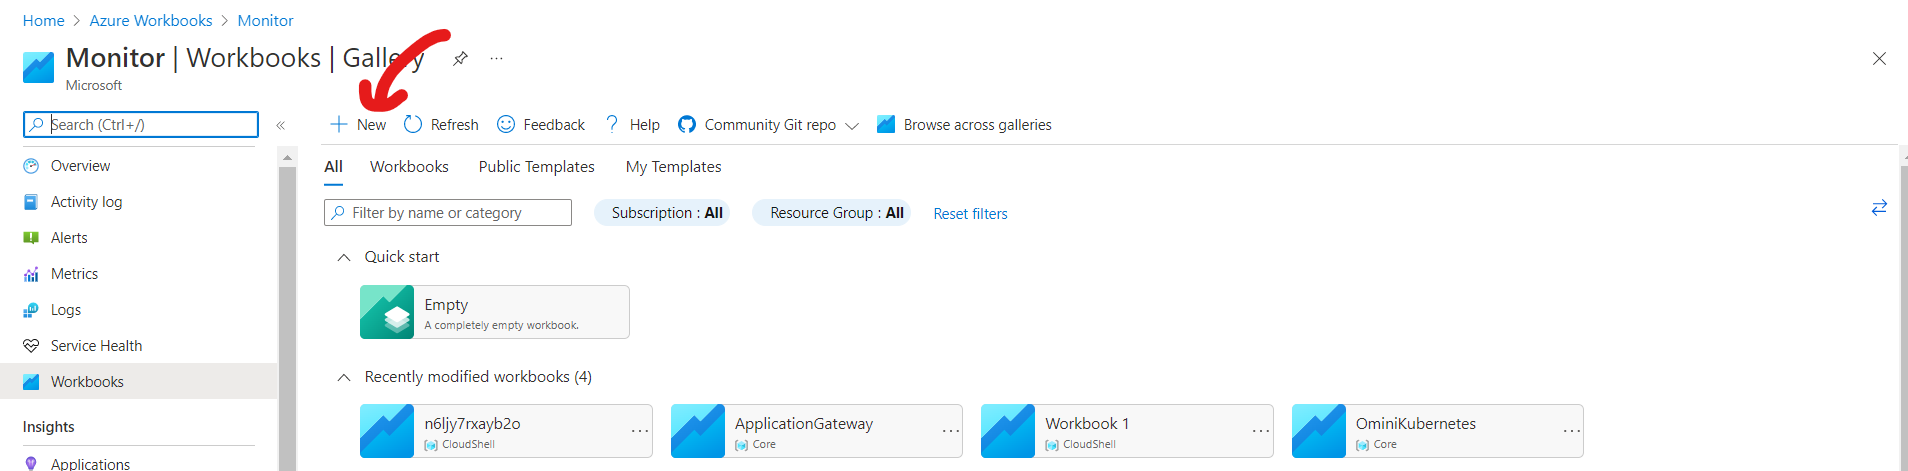 Home > Azure Workbooks > Monitor
Monitor | Workbooks | Gallery ...
Microsoft
Search (Ctrl+/) «
New Refresh Feedback Help Community Git repo Browse across galleries
Overview
Activity log
Alerts
Metrics
Logs
Service Health
Workbooks
Insights
Applications
All Workbooks Public Templates My Templates
Filter by name or category Subscription : All Resource Group : All Reset filters
Quick start
Empty
A completely empty workbook.
Recently modified workbooks (4)
n6ljy7rxayb2o ...
CloudShell
ApplicationGateway ...
Core
Workbook 1 ...
CloudShell
OminiKubernetes ...
Core